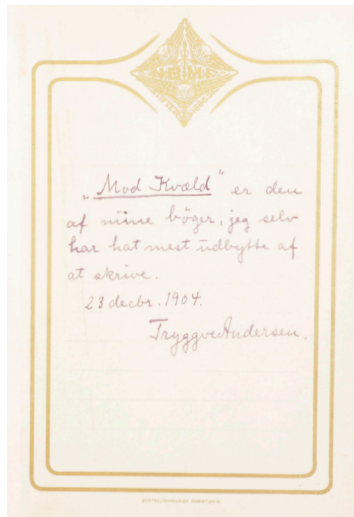 N.B.M.F.
„Mod Kvæld" er den
af mine böger, jeg selv
har hat mest udbytte af
at skrive.
23 decbr. 1904.
Tryggve Andersen.